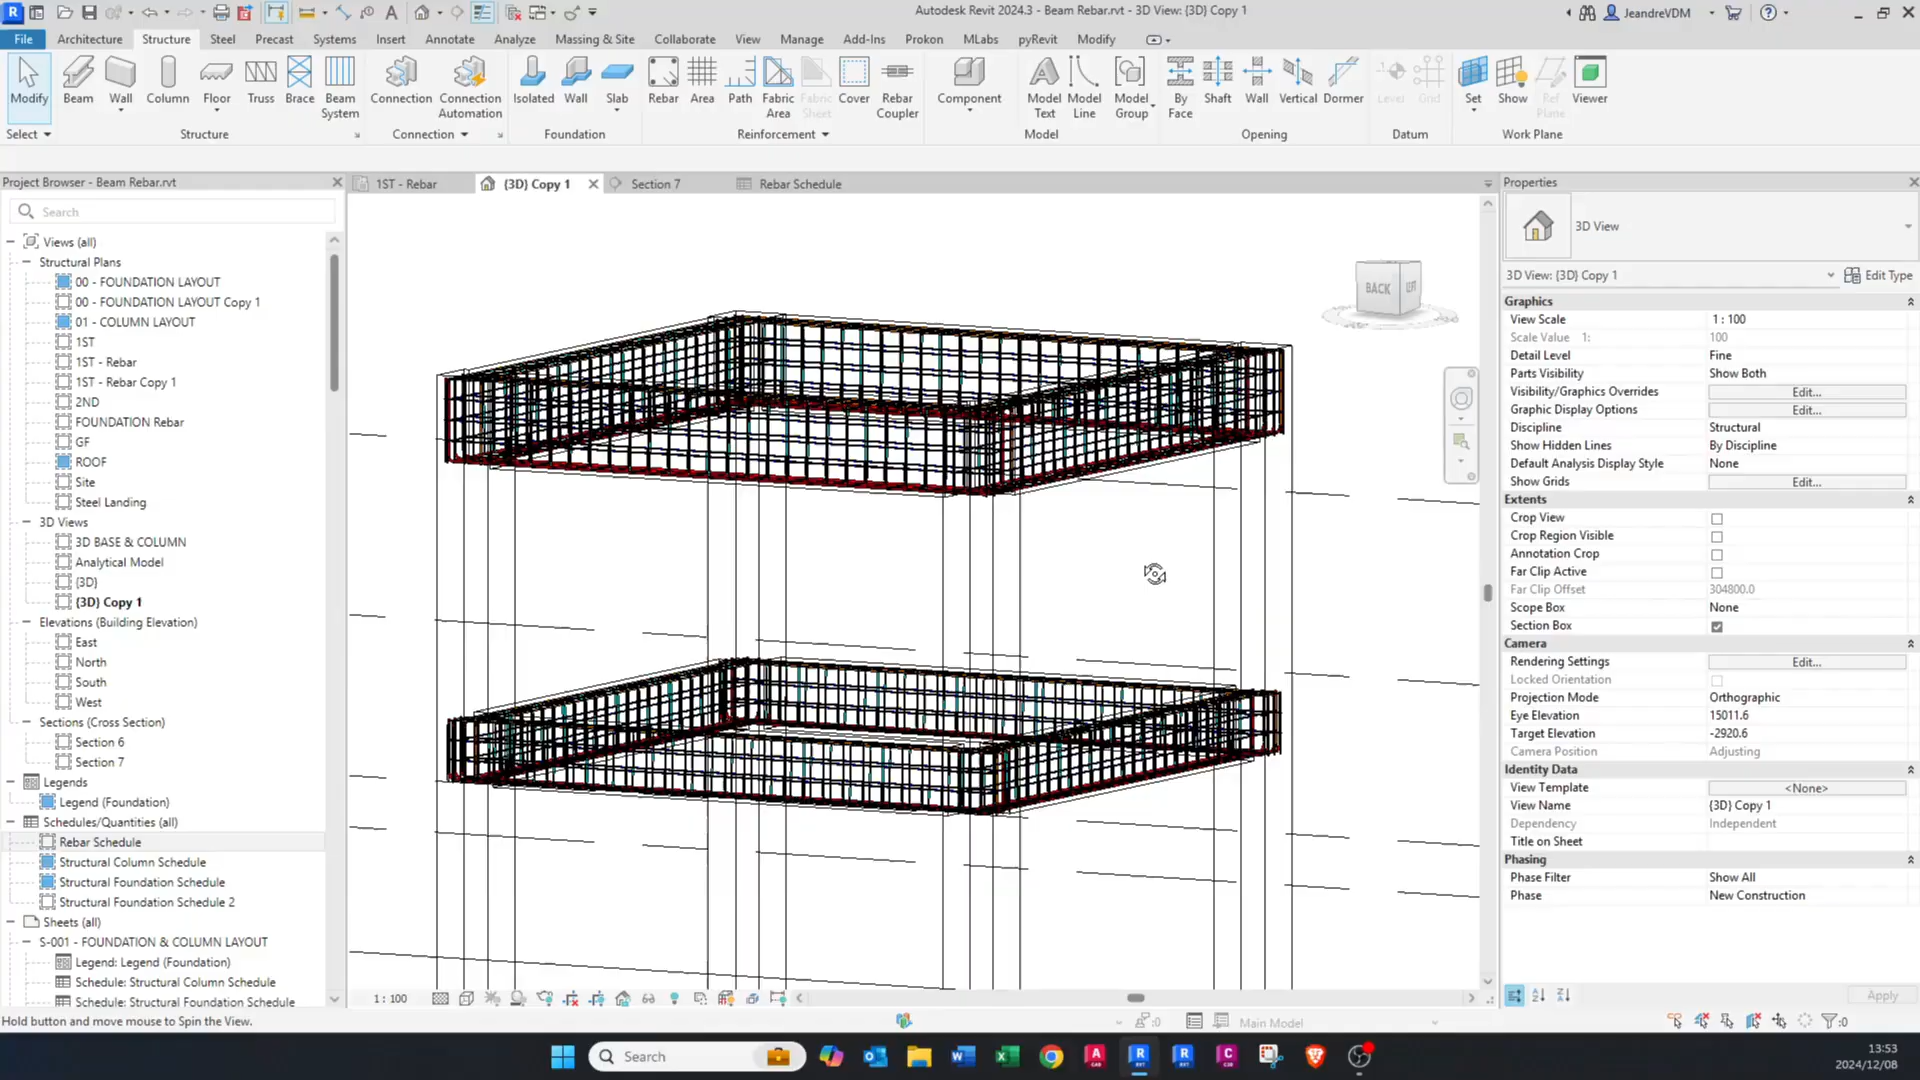 Autodesk Revit 2024.3 - Beam Rebar.rvt - 3D View: {3D} Copy 1
JeandreVDM
File Architecture Structure Steel Precast Systems Insert Annotate Analyze Massing & Site Collaborate View Manage Add-Ins Prokon MLabs pyRevit Modify
Modify Beam Wall Column Floor Truss Brace Beam System Connection Connection Automation Isolated Wall Slab Rebar Area Path Fabric Area Fabric Sheet Cover Rebar Coupler Component Model Text Model Line Model Group By Face Shaft Wall Vertical Dormer Level Grid Set Show Ref Plane Viewer
Select Structure Connection Foundation Reinforcement Model Opening Datum Work Plane
Project Browser - Beam Rebar.rvt
Search
Views (all)
Structural Plans
00 - FOUNDATION LAYOUT
00 - FOUNDATION LAYOUT Copy 1
01 - COLUMN LAYOUT
1ST
1ST - Rebar
1ST - Rebar Copy 1
2ND
FOUNDATION Rebar
GF
ROOF
Site
Steel Landing
3D Views
3D BASE & COLUMN
Analytical Model
{3D}
{3D} Copy 1
Elevations (Building Elevation)
East
North
South
West
Sections (Cross Section)
Section 6
Section 7
Legends
Legend (Foundation)
Schedules/Quantities (all)
Rebar Schedule
Structural Column Schedule
Structural Foundation Schedule
Structural Foundation Schedule 2
Sheets (all)
S-001 - FOUNDATION & COLUMN LAYOUT
Legend: Legend (Foundation)
Schedule: Structural Column Schedule
Schedule: Structural Foundation Schedule
1ST - Rebar {3D} Copy 1 Section 7 Rebar Schedule
BACK LEFT
Properties
3D View
3D View: {3D} Copy 1 Edit Type
Graphics
View Scale 1 : 100
Scale Value 1: 100
Detail Level Fine
Parts Visibility Show Both
Visibility/Graphics Overrides Edit...
Graphic Display Options Edit...
Discipline Structural
Show Hidden Lines By Discipline
Default Analysis Display Style None
Show Grids Edit...
Extents
Crop View
Crop Region Visible
Annotation Crop
Far Clip Active
Far Clip Offset 304800.0
Scope Box None
Section Box
Camera
Rendering Settings Edit...
Locked Orientation
Projection Mode Orthographic
Eye Elevation 15011.6
Target Elevation -2920.6
Camera Position Adjusting
Identity Data
View Template <None>
View Name {3D} Copy 1
Dependency Independent
Title on Sheet
Phasing
Phase Filter Show All
Phase New Construction
Apply
1 : 100
Hold button and move mouse to Spin the View.
:0 Main Model :0
Search
13:53
2024/12/08